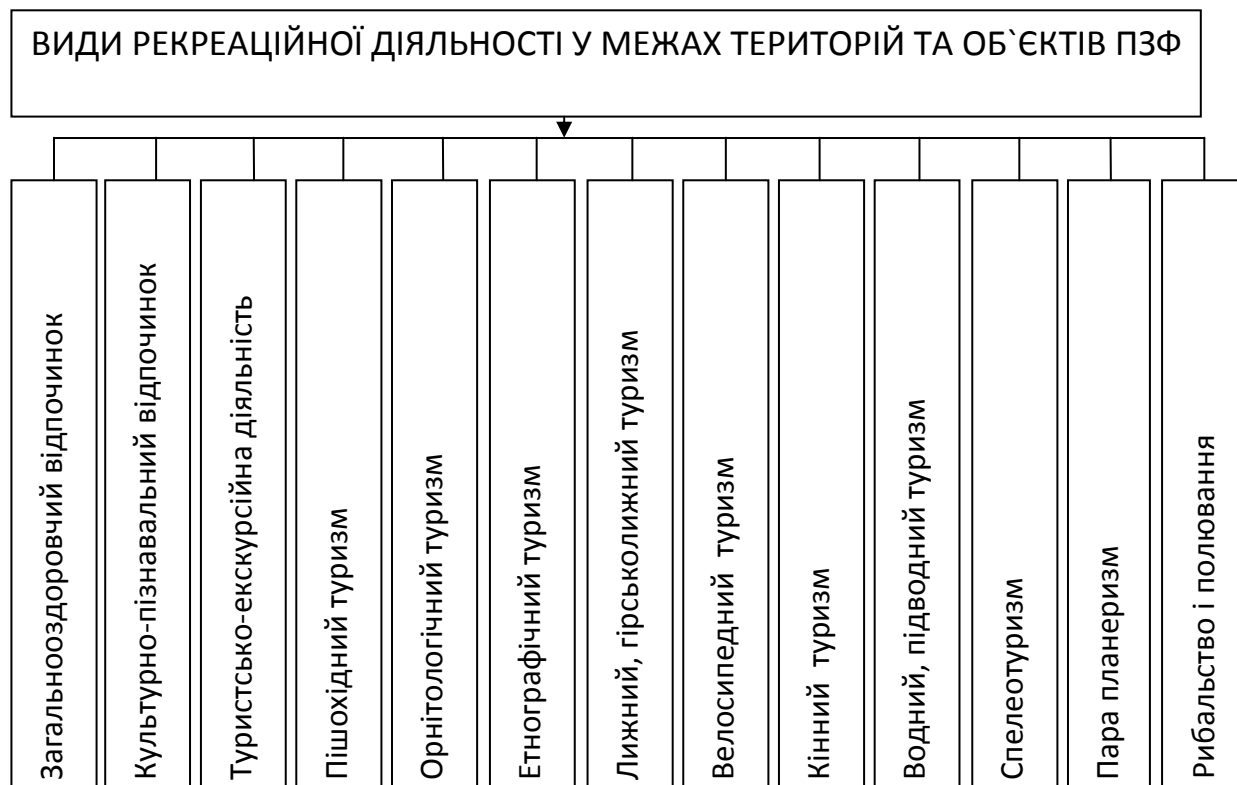 ВИДИ РЕКРЕАЦІЙНОЇ ДІЯЛЬНОСТІ У МЕЖАХ ТЕРИТОРІЙ ТА ОБ`ЄКТІВ ПЗФ
Загальнооздоровчий відпочинок
Культурно-пізнавальний відпочинок
Туристсько-екскурсійна діяльність
Пішохідний туризм
Орнітологічний туризм
Етнографічний туризм
Лижний, гірськолижний туризм
Велосипедний туризм
Кінний туризм
Водний, підводний туризм
Спелеотуризм
Пара планеризм
Рибальство і полювання